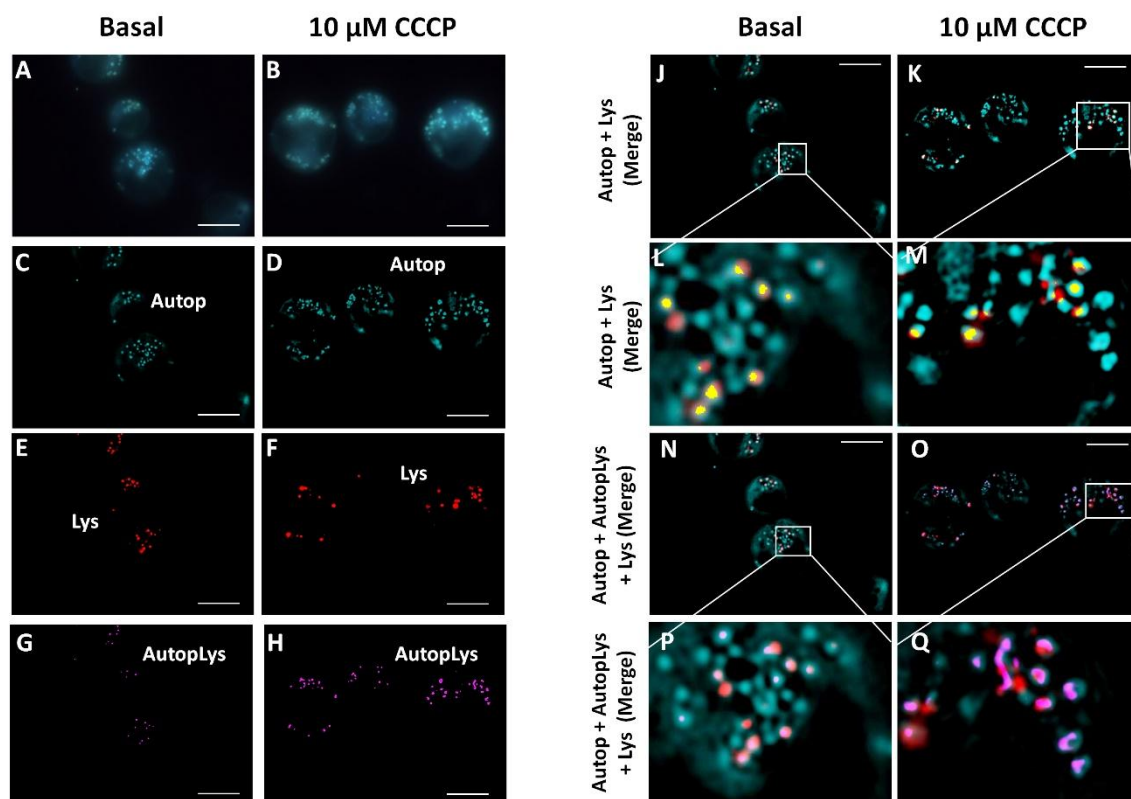 Basal
10 µM CCCP
Basal
10 µM CCCP
A
B
C
Autop
D
Autop
E
Lys
F
Lys
G
AutopLys
H
AutopLys
Autop + Lys
(Merge)
J
K
Autop + Lys
(Merge)
L
M
Autop + AutopLys
+ Lys (Merge)
N
O
Autop + AutopLys
+ Lys (Merge)
P
Q